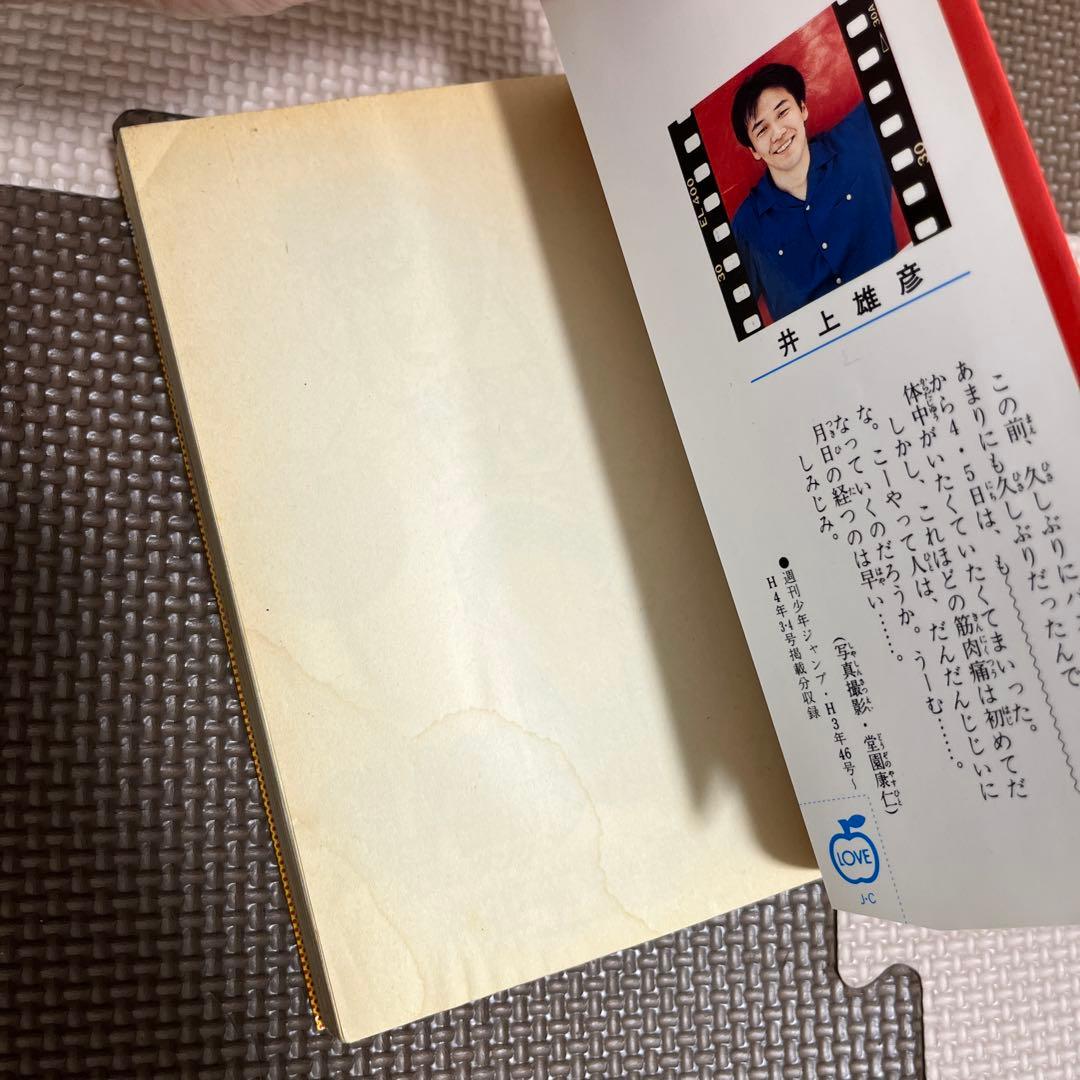 30A
EL 400
30
30
井上雄彦
この前、久しぶりにバ
あまりにも久しぶりだったんで
から4・5日は、も〜〜〜〜
体中がいたくていたくてまいった。
しかし、これほどの筋肉痛は初めてだ
な。こーやって人は、だんだんじじいに
なっていくのだろうか。うーむ……。
月日の経つのは早い……。
しみじみ。
(写真撮影・堂園康仁)
●週刊少年ジャンプ・H3年46号〜
H4年3・4号掲載分収録
LOVE
J・C